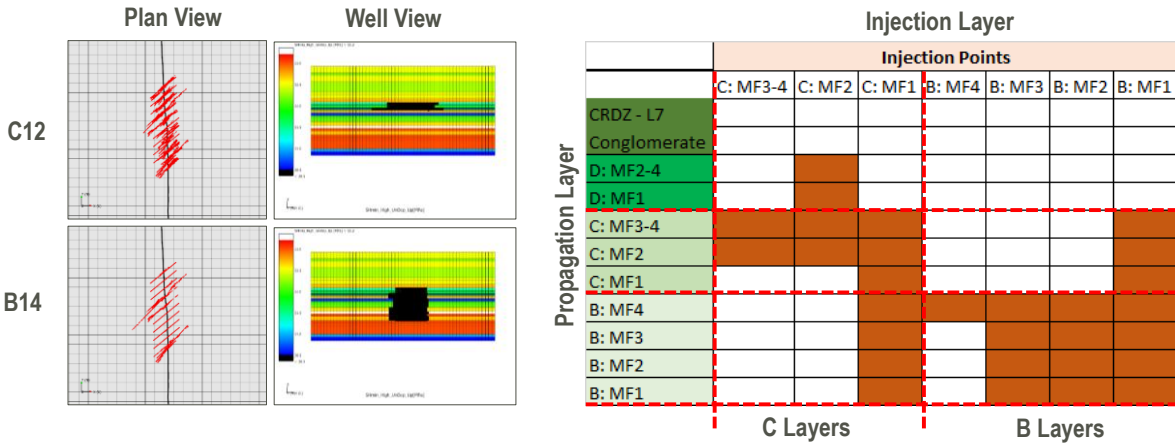 Plan View
Well View
C12
B14
Injection Layer
Injection Points
C: MF3-4 C: MF2 C: MF1 B: MF4 B: MF3 B: MF2 B: MF1
Propagation Layer
CRDZ - L7
Conglomerate
D: MF2-4
D: MF1
C: MF3-4
C: MF2
C: MF1
B: MF4
B: MF3
B: MF2
B: MF1
C Layers
B Layers